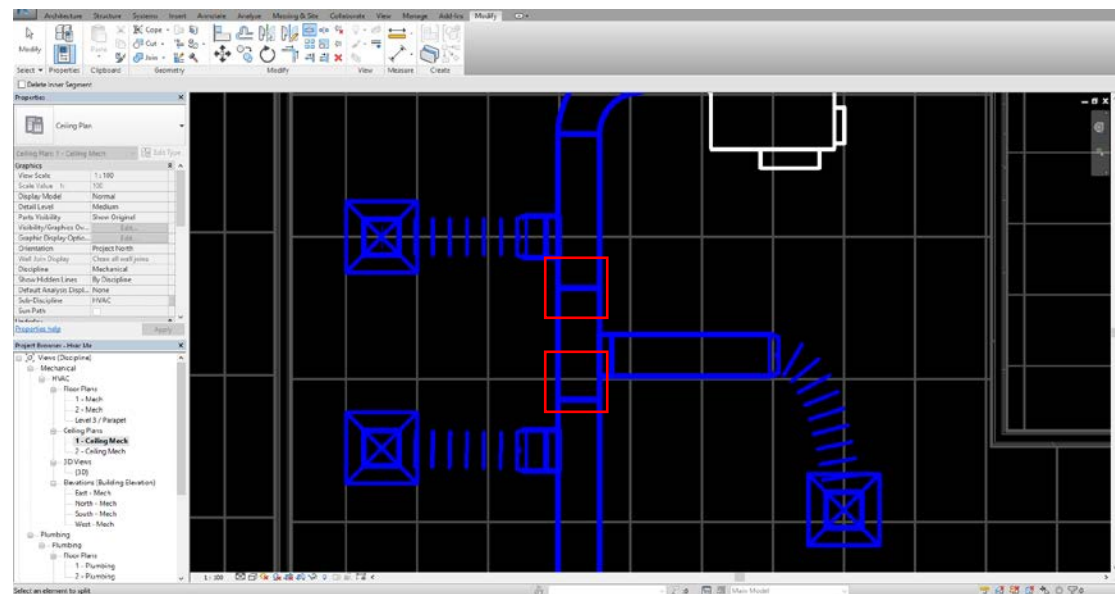 Architecture Structure Systems Insert Annotate Analyze Massing & Site Collaborate View Manage Add-Ins Modify
Cope
Cut
Join
Modify
Paste
Select Properties Clipboard Geometry Modify View Measure Create
Delete Inner Segment
Properties
Ceiling Plan
Ceiling Plan: 1 - Ceiling Mech Edit Type
Graphics
View Scale 1 : 100
Scale Value 1: 100
Display Model Normal
Detail Level Medium
Parts Visibility Show Original
Visibility/Graphics Ov... Edit...
Graphic Display Optio... Edit...
Orientation Project North
Wall Join Display Clean all wall joins
Discipline Mechanical
Show Hidden Lines By Discipline
Default Analysis Displ... None
Sub-Discipline HVAC
Sun Path
Underlay
Properties help Apply
Project Browser - Hvac
Views (Discipline)
Mechanical
HVAC
Floor Plans
1 - Mech
2 - Mech
Level 3 / Parapet
Ceiling Plans
1 - Ceiling Mech
2 - Ceiling Mech
3D Views
{3D}
Elevations (Building Elevation)
East - Mech
North - Mech
South - Mech
West - Mech
Plumbing
Plumbing
Floor Plans
1 - Plumbing
2 - Plumbing
1 : 100
Select an element to split. :0 Main Model